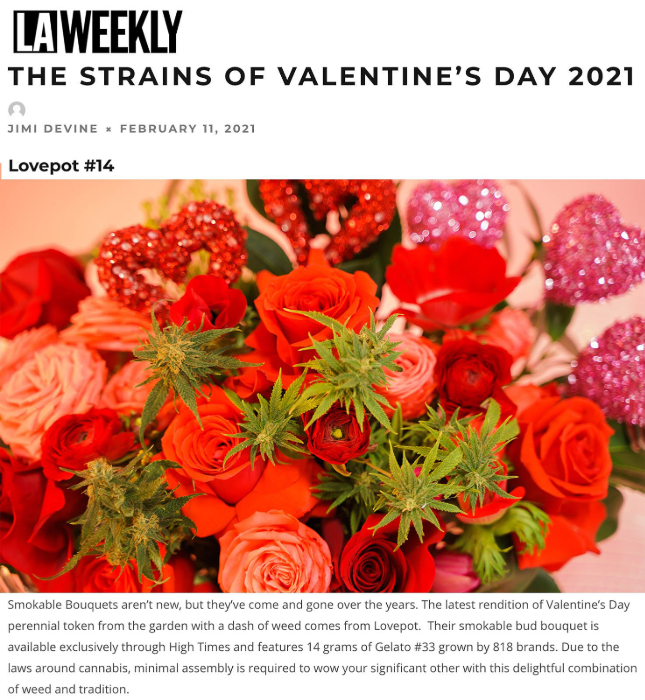 LA WEEKLY
THE STRAINS OF VALENTINE'S DAY 2021
JIMI DEVINE × FEBRUARY 11, 2021
Lovepot #14
Smokable Bouquets aren't new, but they've come and gone over the years. The latest rendition of Valentine's Day
perennial token from the garden with a dash of weed comes from Lovepot.  Their smokable bud bouquet is
available exclusively through High Times and features 14 grams of Gelato #33 grown by 818 brands. Due to the
laws around cannabis, minimal assembly is required to wow your significant other with this delightful combination
of weed and tradition.